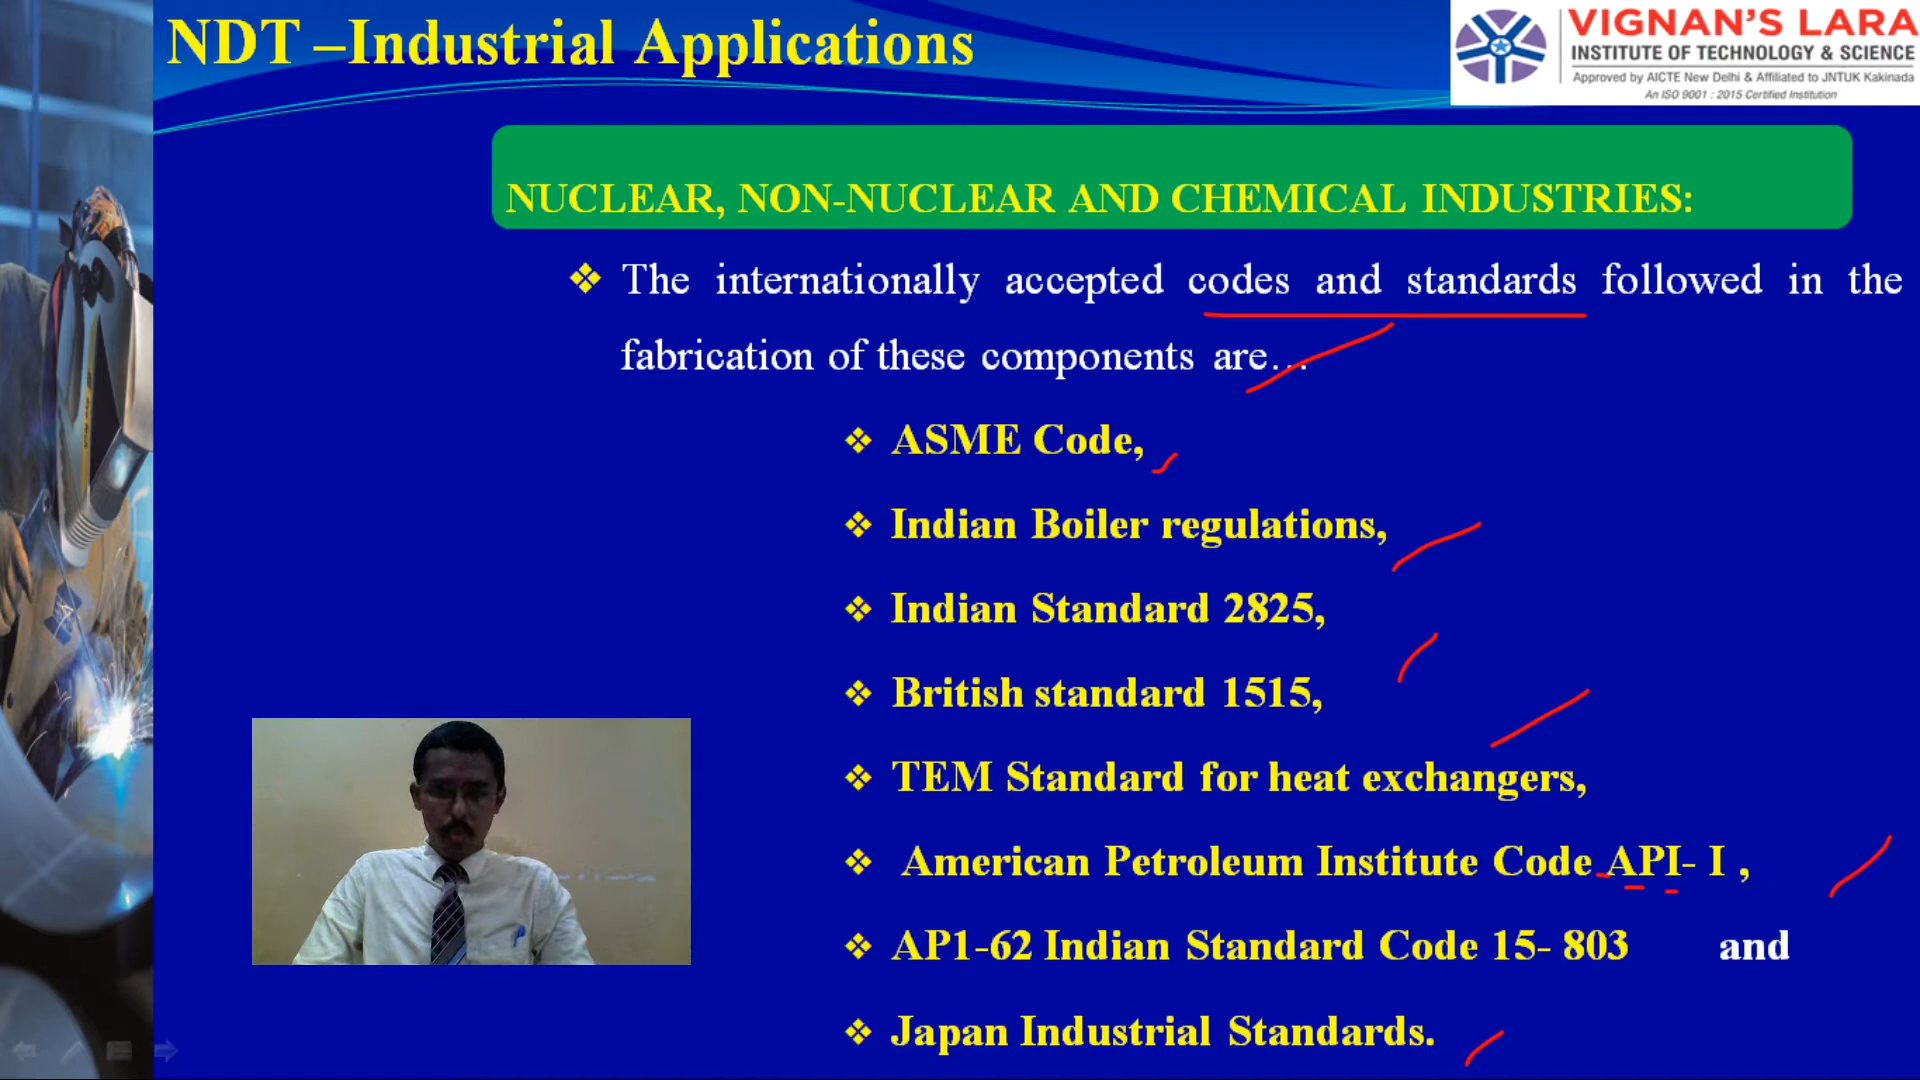 NDT –Industrial Applications
VIGNAN'S LARA
INSTITUTE OF TECHNOLOGY & SCIENCE
Approved by AICTE New Delhi & Affiliated to JNTUK Kakinada
An ISO 9001 : 2015 Certified Institution
NUCLEAR, NON-NUCLEAR AND CHEMICAL INDUSTRIES:
❖ The internationally accepted codes and standards followed in the
fabrication of these components are…
❖ ASME Code,
❖ Indian Boiler regulations,
❖ Indian Standard 2825,
❖ British standard 1515,
❖ TEM Standard for heat exchangers,
❖ American Petroleum Institute Code API- I ,
❖ AP1-62 Indian Standard Code 15- 803 and
❖ Japan Industrial Standards.